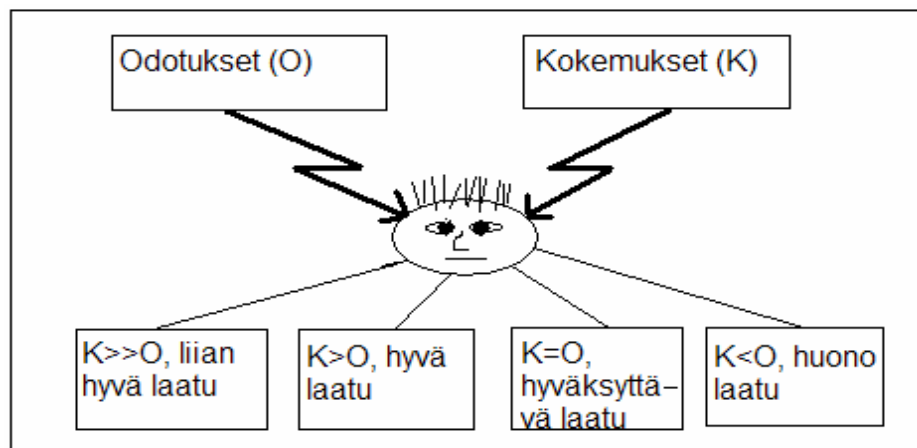 Odotukset (O)
Kokemukset (K)
K>>O, liian
hyvä laatu
K>O, hyvä
laatu
K=O,
hyväksyttä–
vä laatu
K<O, huono
laatu